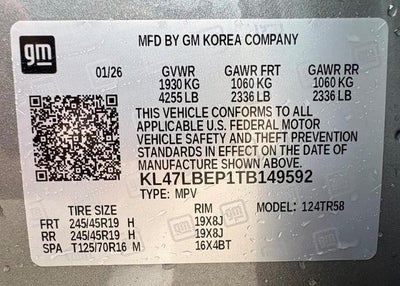 gm
MFD BY GM KOREA COMPANY
01/26 GVWR GAWR FRT GAWR RR
1930 KG 1060 KG 1060 KG
4255 LB 2336 LB 2336 LB
THIS VEHICLE CONFORMS TO ALL
APPLICABLE U.S. FEDERAL MOTOR
VEHICLE SAFETY AND THEFT PREVENTION
STANDARDS IN EFFECT ON THE DATE OF
MANUFACTURE SHOWN ABOVE.
KL47LBEP1TB149592
TYPE: MPV
TIRE SIZE RIM MODEL: 124TR58
FRT 245/45R19 H 19X8J
RR 245/45R19 H 19X8J
SPA T125/70R16 M 16X4BT